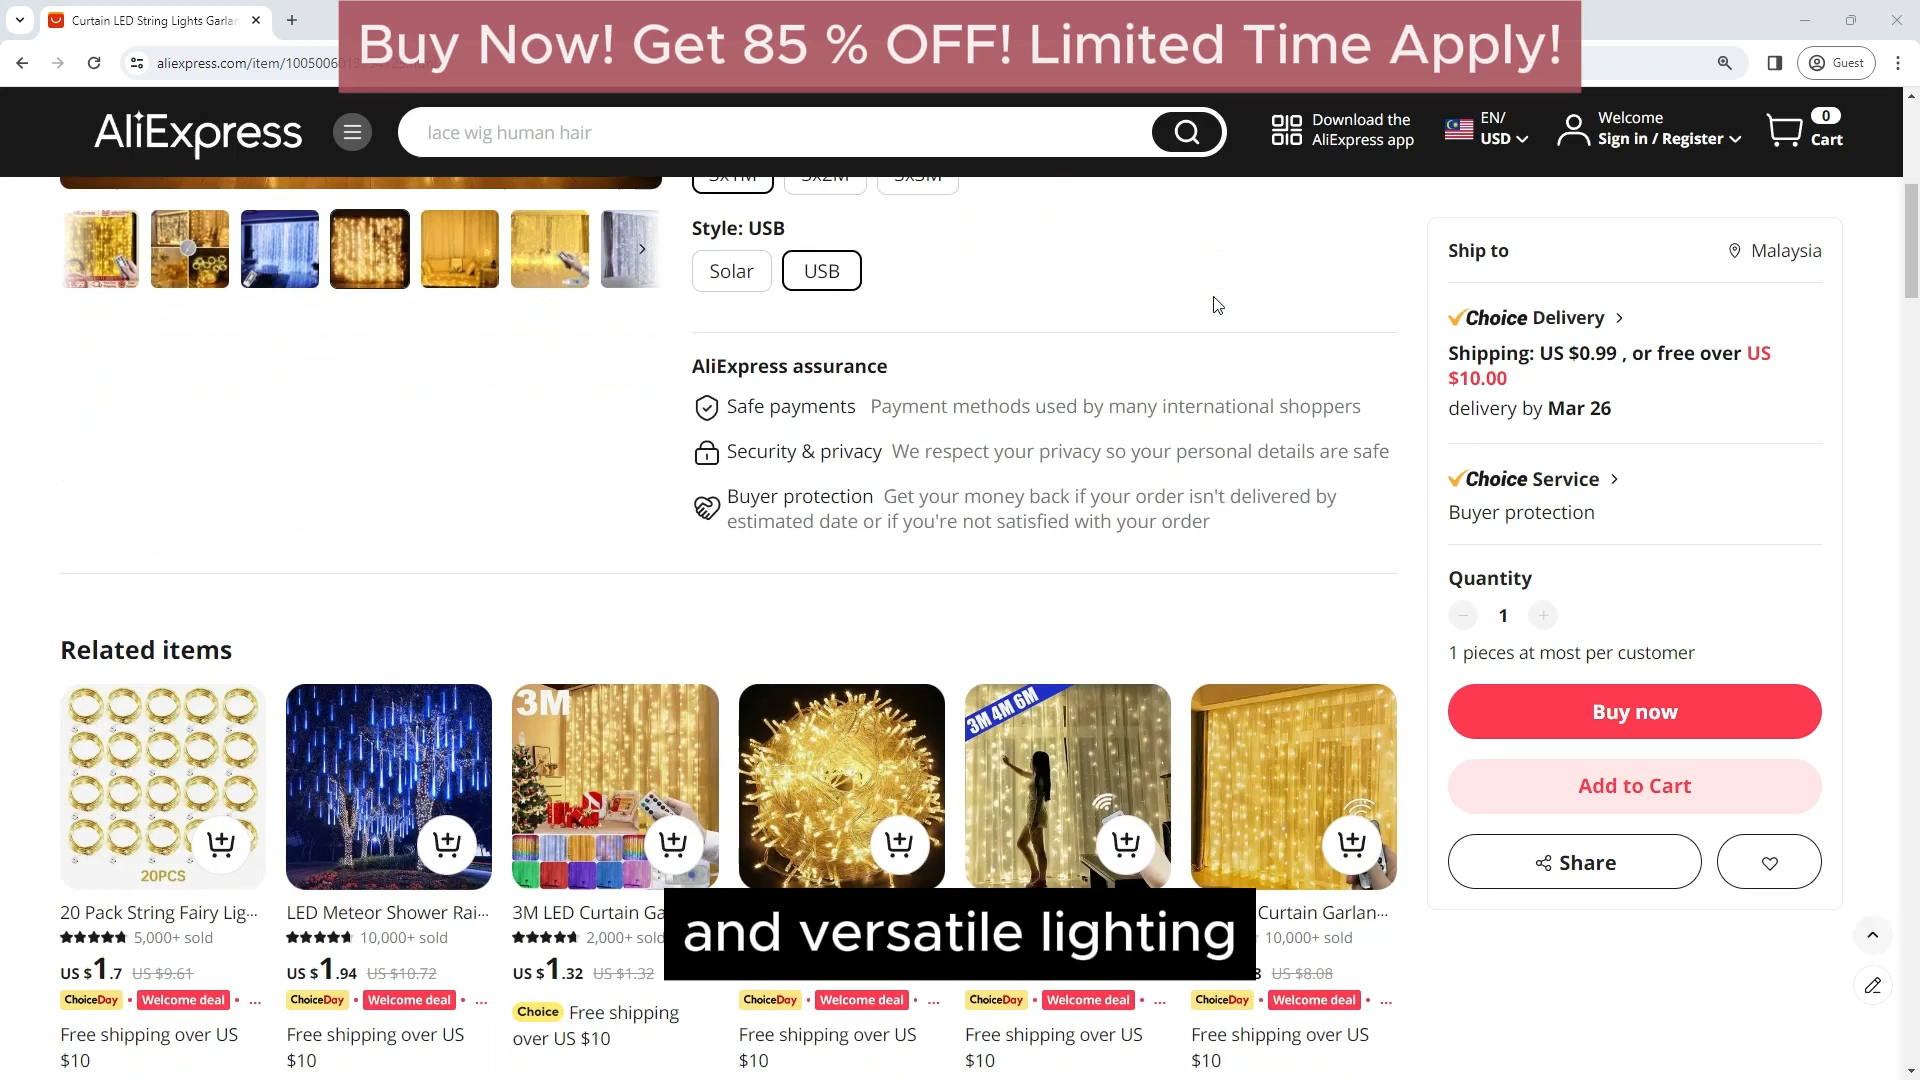 Curtain LED String Lights Garlar
Buy Now! Get 85 % OFF! Limited Time Apply!
Guest
AliExpress
lace wig human hair
Download the
AliExpress app
EN/
USD
Welcome
Sign in / Register
0
Cart
Style: USB
Solar
USB
AliExpress assurance
Safe payments Payment methods used by many international shoppers
Security & privacy We respect your privacy so your personal details are safe
Buyer protection Get your money back if your order isn't delivered by
estimated date or if you're not satisfied with your order
Ship to
Malaysia
Choice Delivery >
Shipping: US $0.99 , or free over US
$10.00
delivery by Mar 26
Choice Service >
Buyer protection
Quantity
− 1 +
1 pieces at most per customer
Buy now
Add to Cart
Share
Related items
20PCS
3M
3M 4M 6M
20 Pack String Fairy Lig...
5,000+ sold
US $1.7 US $9.61
ChoiceDay • Welcome deal • ...
Free shipping over US
$10
LED Meteor Shower Rai...
10,000+ sold
US $1.94 US $10.72
ChoiceDay • Welcome deal • ...
Free shipping over US
$10
3M LED Curtain Ga
2,000+ sold
US $1.32 US $1.32
Choice Free shipping
over US $10
and versatile lighting
ChoiceDay • Welcome deal • ...
Free shipping over US
$10
ChoiceDay • Welcome deal • ...
Free shipping over US
$10
Curtain Garlan...
10,000+ sold
US $8.08
ChoiceDay • Welcome deal • ...
Free shipping over US
$10